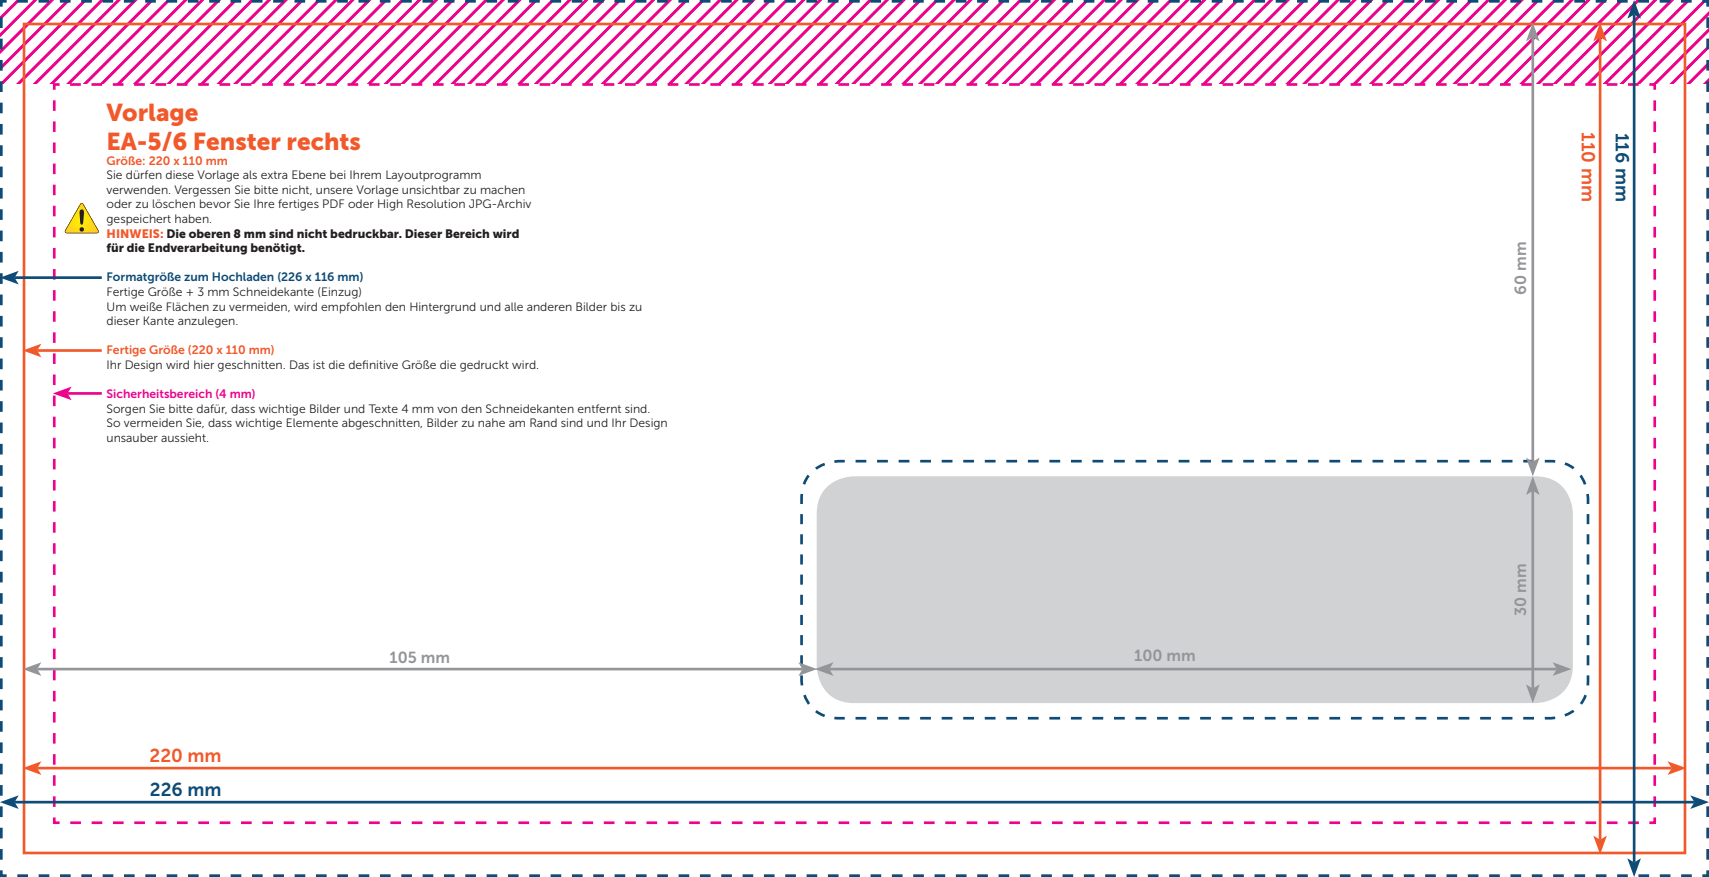 Vorlage
EA-5/6 Fenster rechts
Größe: 220 x 110 mm
Sie dürfen diese Vorlage als extra Ebene bei Ihrem Layoutprogramm
verwenden. Vergessen Sie bitte nicht, unsere Vorlage unsichtbar zu machen
oder zu löschen bevor Sie Ihre fertiges PDF oder High Resolution JPG-Archiv
gespeichert haben.
HINWEIS: Die oberen 8 mm sind nicht bedruckbar. Dieser Bereich wird
für die Endverarbeitung benötigt.
Formatgröße zum Hochladen (226 x 116 mm)
Fertige Größe + 3 mm Schneidekante (Einzug)
Um weiße Flächen zu vermeiden, wird empfohlen den Hintergrund und alle anderen Bilder bis zu
dieser Kante anzulegen.
Fertige Größe (220 x 110 mm)
Ihr Design wird hier geschnitten. Das ist die definitive Größe die gedruckt wird.
Sicherheitsbereich (4 mm)
Sorgen Sie bitte dafür, dass wichtige Bilder und Texte 4 mm von den Schneidekanten entfernt sind.
So vermeiden Sie, dass wichtige Elemente abgeschnitten, Bilder zu nahe am Rand sind und Ihr Design
unsauber aussieht.
60 mm
110 mm
116 mm
30 mm
105 mm
100 mm
220 mm
226 mm